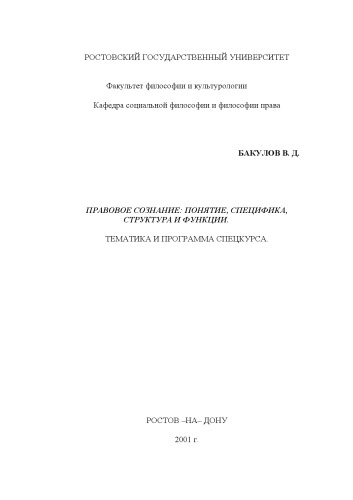 РОСТОВСКИЙ ГОСУДАРСТВЕННЫЙ УНИВЕРСИТЕТ
Факультет философии и культурологии
Кафедра социальной философии и философии права
БАКУЛОВ В. Д.
ПРАВОВОЕ СОЗНАНИЕ: ПОНЯТИЕ, СПЕЦИФИКА,
СТРУКТУРА И ФУНКЦИИ.
ТЕМАТИКА И ПРОГРАММА СПЕЦКУРСА.
РОСТОВ –НА– ДОНУ
2001 г.